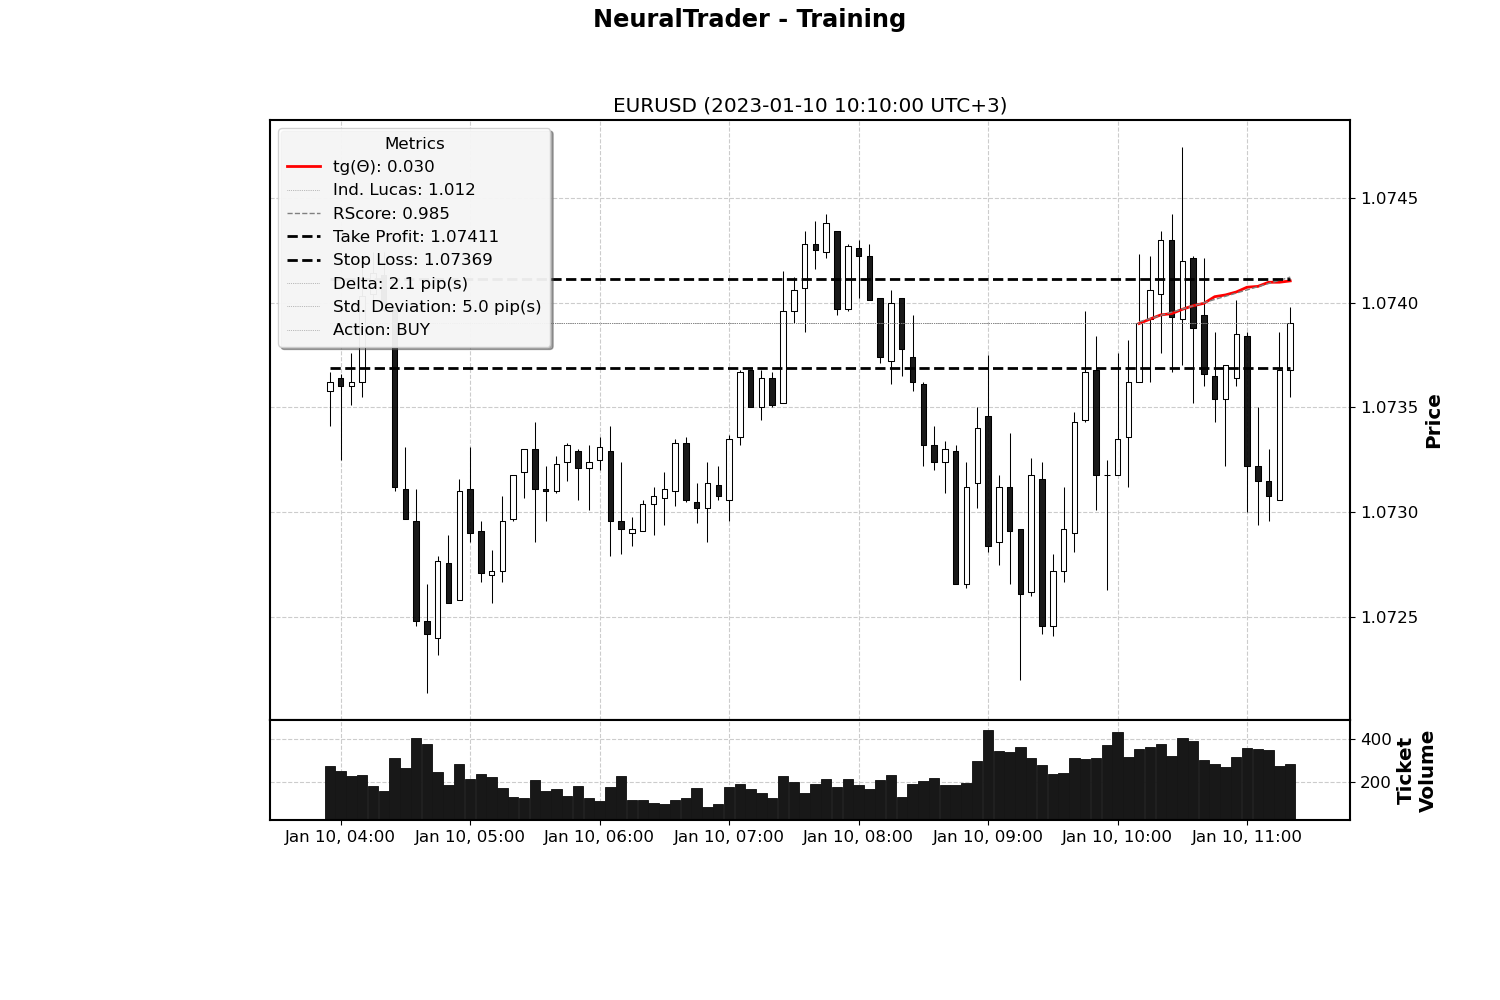 NeuralTrader - Training
EURUSD (2023-01-10 10:10:00 UTC+3)
Metrics
tg(Θ): 0.030
Ind. Lucas: 1.012
RScore: 0.985
Take Profit: 1.07411
Stop Loss: 1.07369
Delta: 2.1 pip(s)
Std. Deviation: 5.0 pip(s)
Action: BUY
1.0745
1.0740
1.0735
1.0730
1.0725
Price
400
200
Ticket
Volume
Jan 10, 04:00
Jan 10, 05:00
Jan 10, 06:00
Jan 10, 07:00
Jan 10, 08:00
Jan 10, 09:00
Jan 10, 10:00
Jan 10, 11:00